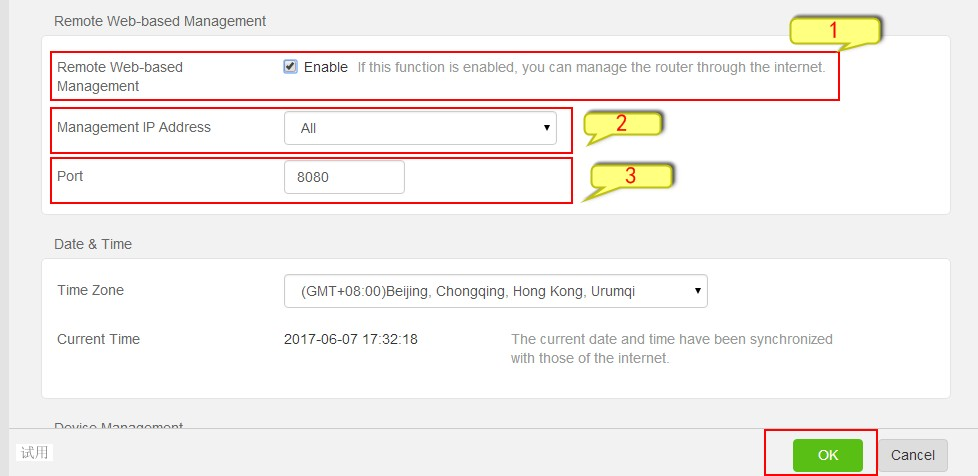 Remote Web-based Management
1
Remote Web-based Management
Enable If this function is enabled, you can manage the router through the internet.
Management IP Address
All
2
Port
8080
3
Date & Time
Time Zone
(GMT+08:00)Beijing, Chongqing, Hong Kong, Urumqi
Current Time
2017-06-07 17:32:18
The current date and time have been synchronized
with those of the internet.
Device Management
试用
OK
Cancel